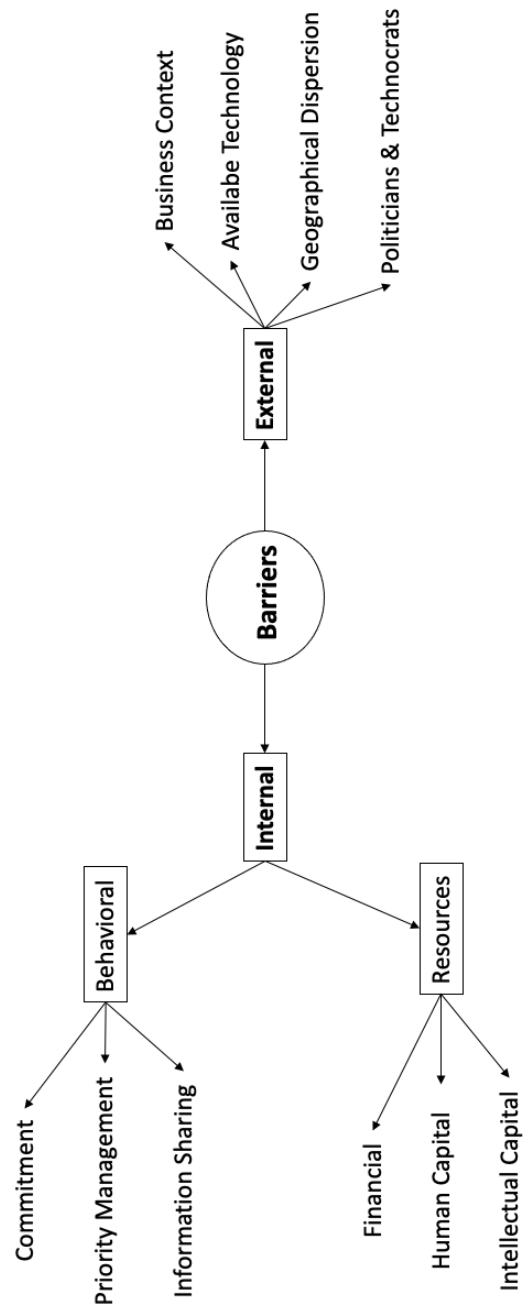 Commitment
Priority Management
Information Sharing
Behavioral
Financial
Human Capital
Intellectual Capital
Resources
Internal
Barriers
External
Business Context
Availabe Technology
Geographical Dispersion
Politicians & Technocrats